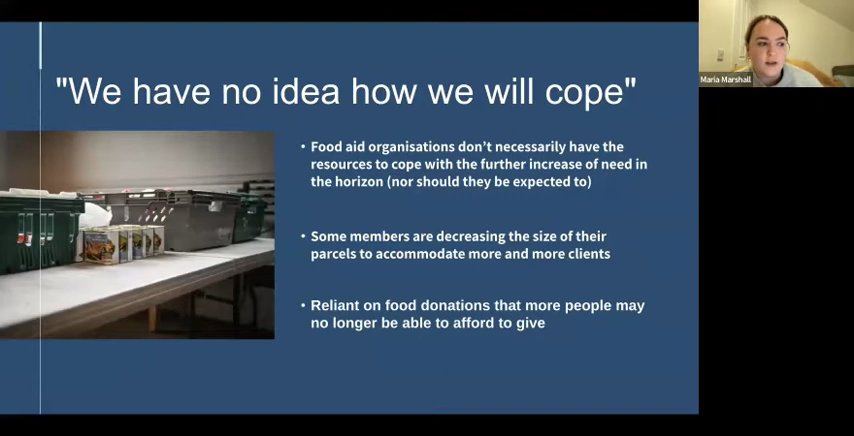 "We have no idea how we will cope"
• Food aid organisations don't necessarily have the
resources to cope with the further increase of need in
the horizon (nor should they be expected to)
• Some members are decreasing the size of their
parcels to accommodate more and more clients
• Reliant on food donations that more people may
no longer be able to afford to give
Maria Marshall